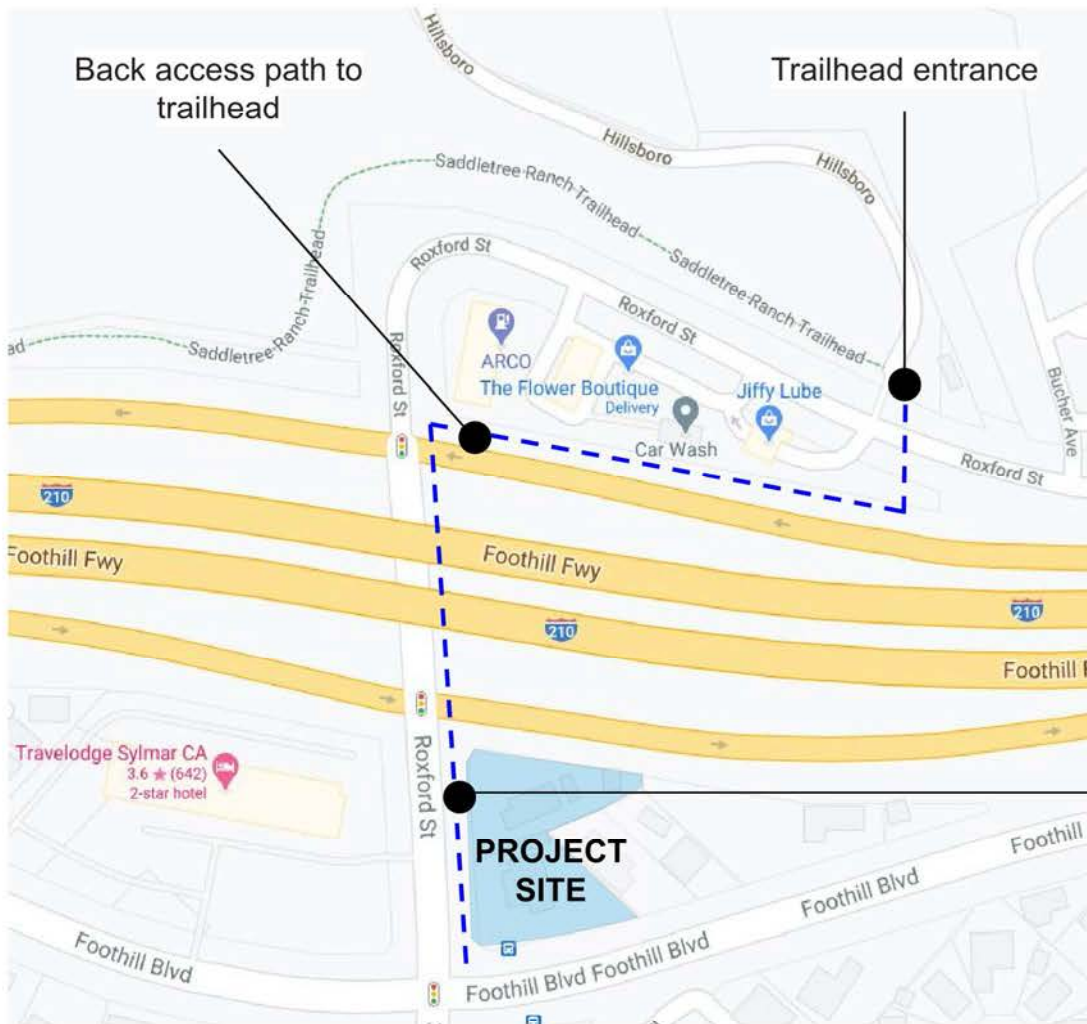 Hillsboro
Back access path to
trailhead
Trailhead entrance
Hillsboro
Hillsboro
Saddletree Ranch Trailhead
Saddletree Ranch Trailhead
Saddletree Ranch Trailhead
ad
Roxford St
Roxford St
Roxford St
Roxford St
Bucher Ave
ARCO
The Flower Boutique
Delivery
Jiffy Lube
Car Wash
210
Foothill Fwy
Foothill Fwy
210
210
Foothill F
Travelodge Sylmar CA
3.6 ★ (642)
2-star hotel
Roxford St
PROJECT
SITE
Foothill
Foothill Blvd
Foothill Blvd
Foothill Blvd Foothill Blvd